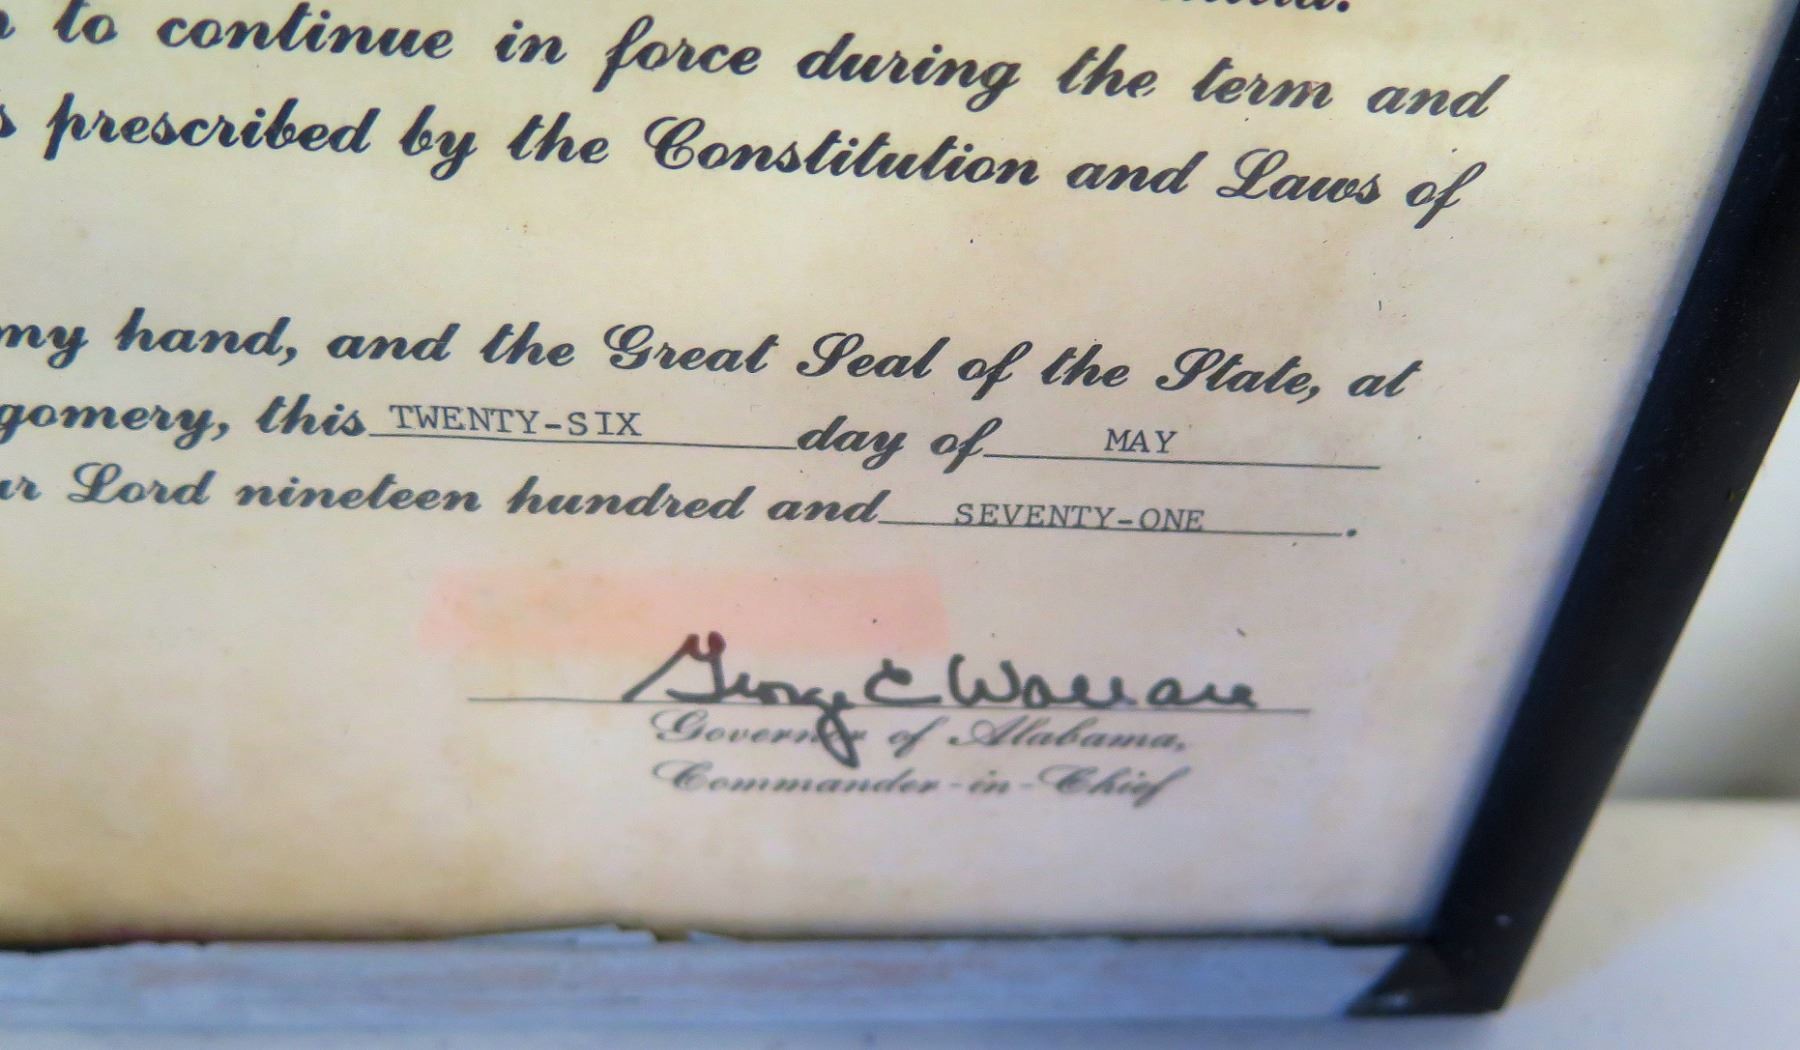 to continue in force during the term and
prescribed by the Constitution and Laws of
my hand, and the Great Seal of the State, at
gomery, this TWENTY-SIX day of MAY
Lord nineteen hundred and SEVENTY-ONE.
George C Wallace
Governor of Alabama,
Commander-in-Chief